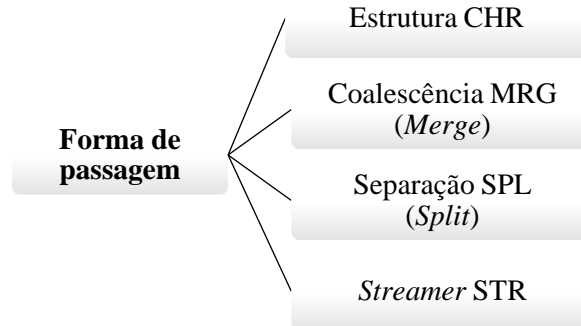 Estrutura CHR
Coalescência MRG
(Merge)
Forma de
passagem
Separação SPL
(Split)
Streamer STR